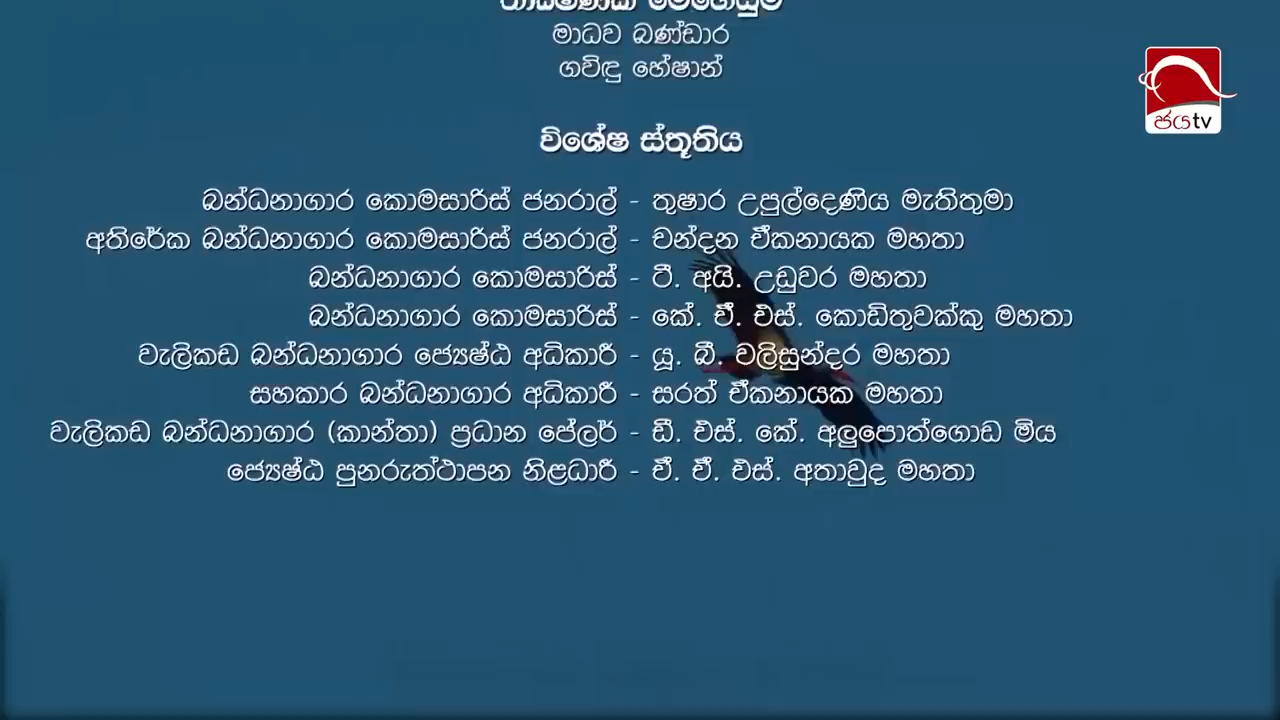 තාක්ෂණික මෙහෙයුම්
මාධව බණ්ඩාර
ගවිඳු හේෂාන්
ජයtv
විශේෂ ස්තූතිය
බන්ධනාගාර කොමසාරිස් ජනරාල් - තුෂාර උපුල්දෙණිය මැතිතුමා
අතිරේක බන්ධනාගාර කොමසාරිස් ජනරාල් - චන්දන ඒකනායක මහතා
බන්ධනාගාර කොමසාරිස් - ටී. අයි. උඩුවර මහතා
බන්ධනාගාර කොමසාරිස් - කේ. ඒ. එස්. කොඩිතුවක්කු මහතා
වැලිකඩ බන්ධනාගාර ජ්‍යෙෂ්ඨ අධිකාරී - යූ. බී. වලිසුන්දර මහතා
සහකාර බන්ධනාගාර අධිකාරී - සරත් ඒකනායක මහතා
වැලිකඩ බන්ධනාගාර (කාන්තා) ප්‍රධාන ජේලර් - ඩී. එස්. කේ. අලුපොත්ගොඩ මිය
ජ්‍යෙෂ්ඨ පුනරුත්ථාපන නිළධාරී - ඒ. ඒ. එස්. අතාවුද මහතා